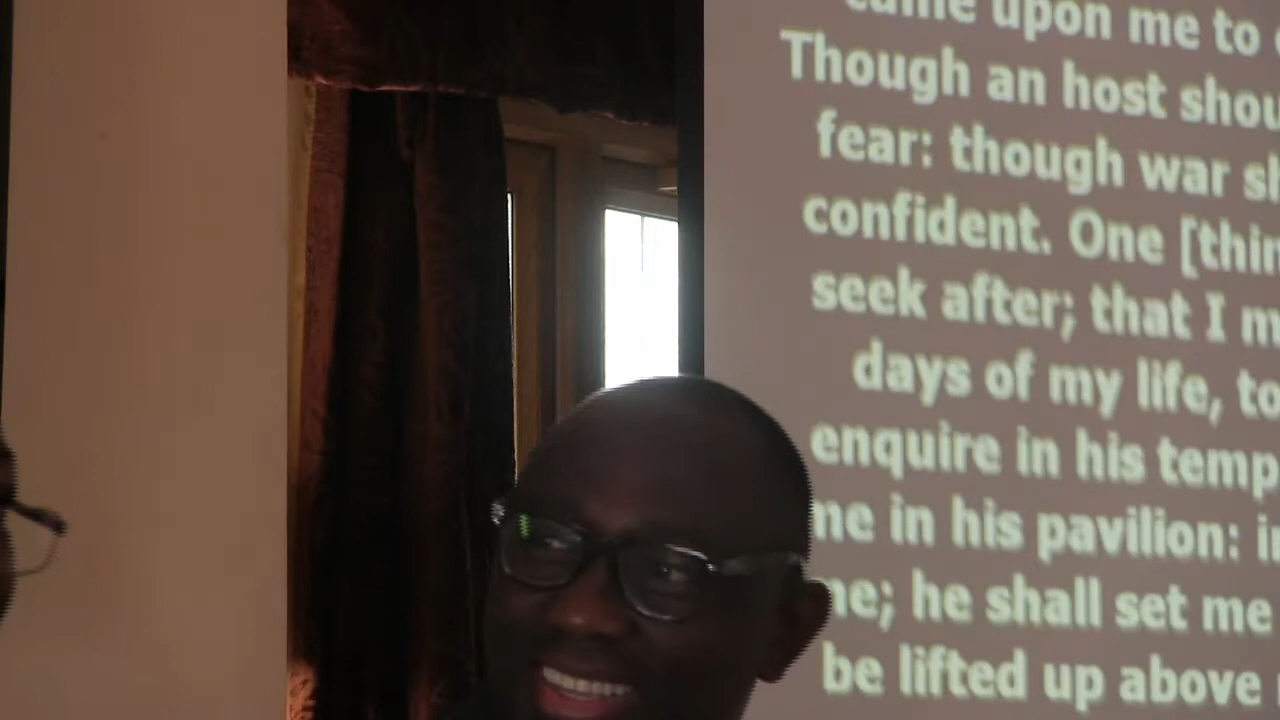 came upon me to
Though an host shou
fear: though war sh
confident. One [thin
seek after; that I m
days of my life, to
enquire in his temp
me in his pavilion: i
me; he shall set me
be lifted up above